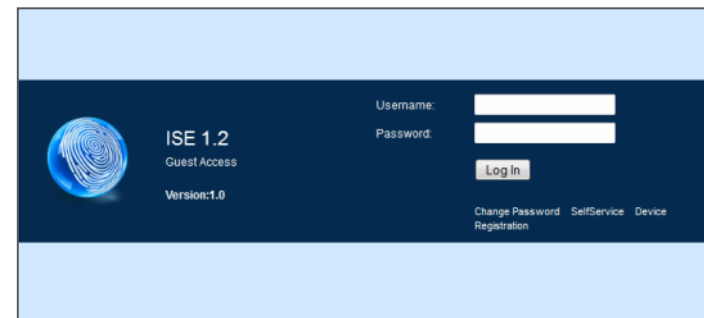 Username:
ISE 1.2
Password:
Guest Access
Log In
Version:1.0
Change Password SelfService Device
Registration